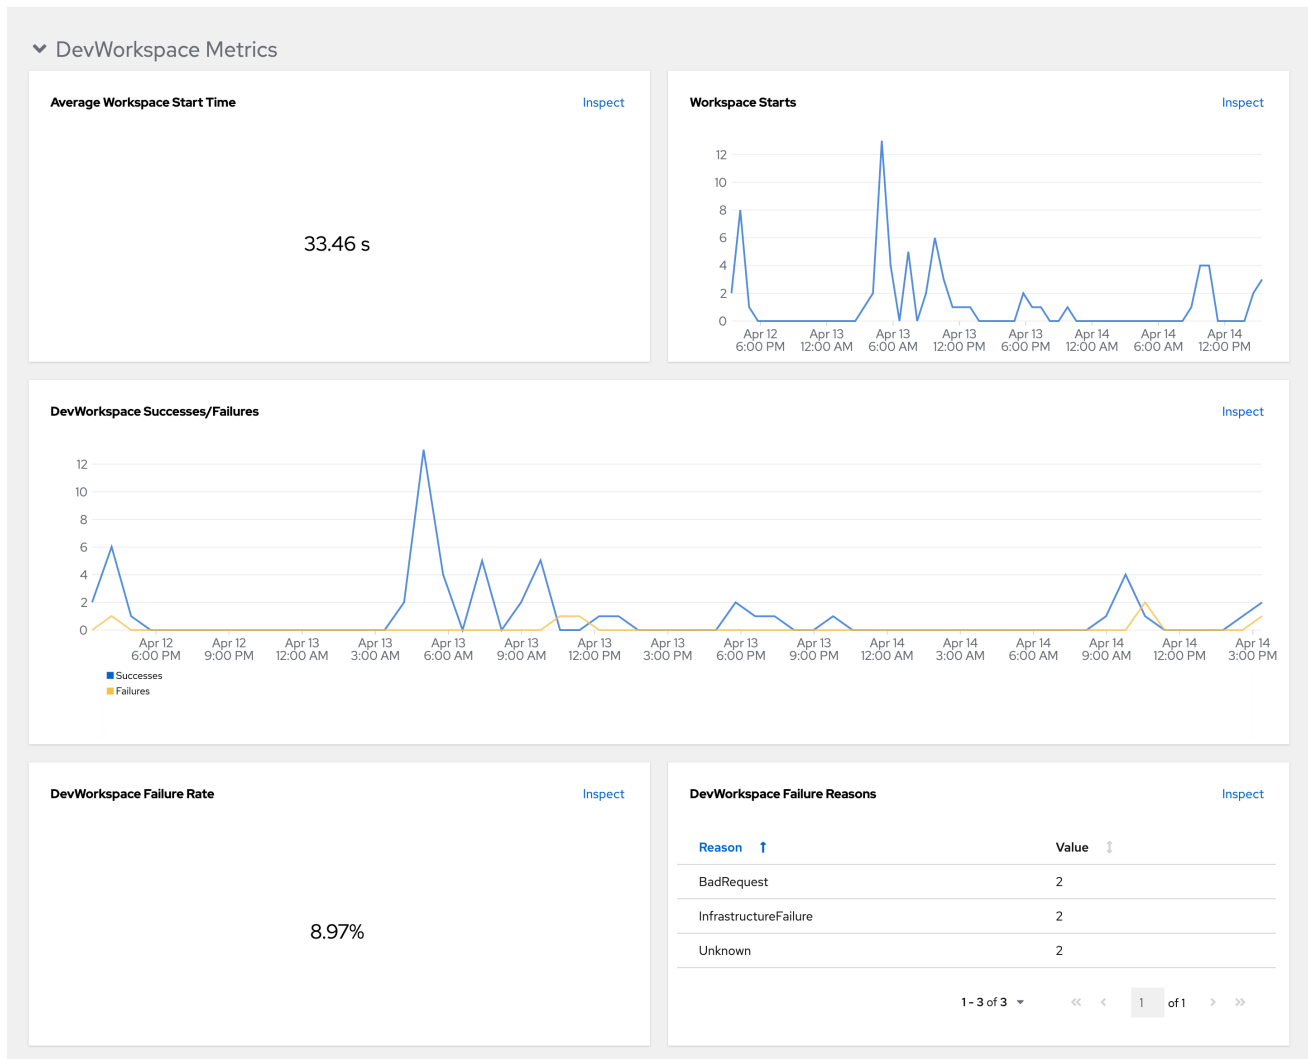 DevWorkspace Metrics
Average Workspace Start Time
Inspect
33.46 s
Workspace Starts
Inspect
12
10
8
6
4
2
0
Apr 12 Apr 13 Apr 13 Apr 13 Apr 13 Apr 14 Apr 14 Apr 14
6:00 PM 12:00 AM 6:00 AM 12:00 PM 6:00 PM 12:00 AM 6:00 AM 12:00 PM
DevWorkspace Successes/Failures
Inspect
12
10
8
6
4
2
0
Apr 12 Apr 12 Apr 13 Apr 13 Apr 13 Apr 13 Apr 13 Apr 13 Apr 13 Apr 13 Apr 14 Apr 14 Apr 14 Apr 14 Apr 14 Apr 14
6:00 PM 9:00 PM 12:00 AM 3:00 AM 6:00 AM 9:00 AM 12:00 PM 3:00 PM 6:00 PM 9:00 PM 12:00 AM 3:00 AM 6:00 AM 9:00 AM 12:00 PM 3:00 PM
Successes
Failures
DevWorkspace Failure Rate
Inspect
8.97%
DevWorkspace Failure Reasons
Inspect
Reason Value
BadRequest 2
InfrastructureFailure 2
Unknown 2
1 - 3 of 3 1 of 1